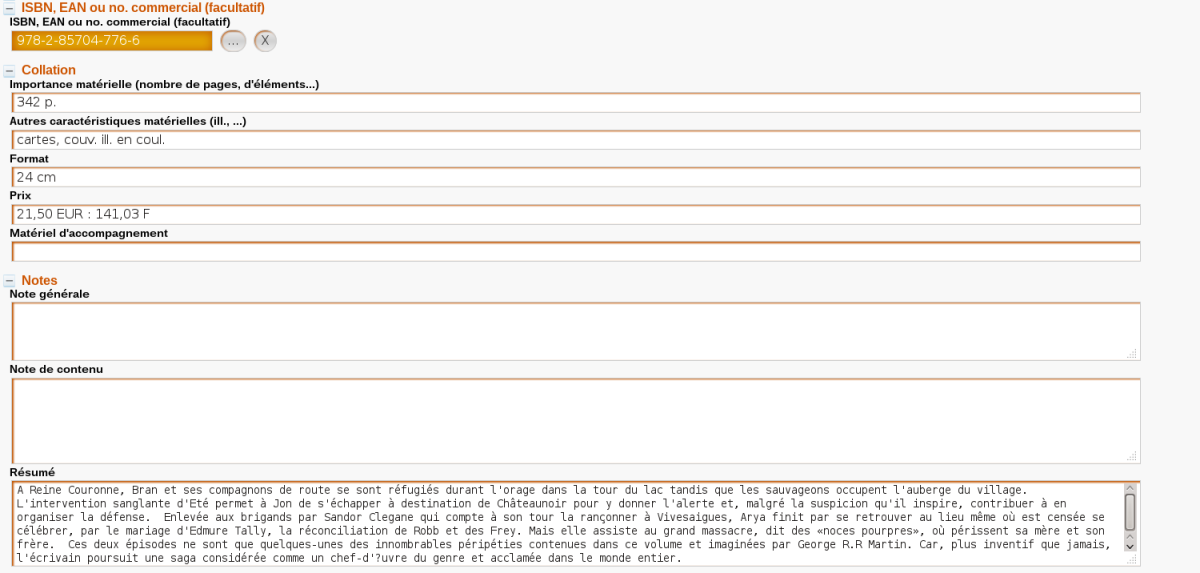 ISBN, EAN ou no. commercial (facultatif)
ISBN, EAN ou no. commercial (facultatif)
978-2-85704-776-6 ... X
Collation
Importance matérielle (nombre de pages, d'éléments...)
342 p.
Autres caractéristiques matérielles (ill., ...)
cartes, couv. ill. en coul.
Format
24 cm
Prix
21,50 EUR : 141,03 F
Matériel d'accompagnement
Notes
Note générale
Note de contenu
Résumé
A Reine Couronne, Bran et ses compagnons de route se sont réfugiés durant l'orage dans la tour du lac tandis que les sauvageons occupent l'auberge du village.
L'intervention sanglante d'Eté permet à Jon de s'échapper à destination de Châteaunoir pour y donner l'alerte et, malgré la suspicion qu'il inspire, contribuer à en
organiser la défense.  Enlevée aux brigands par Sandor Clegane qui compte à son tour la rançonner à Vivesaigues, Arya finit par se retrouver au lieu même où est censée se
célébrer, par le mariage d'Edmure Tally, la réconciliation de Robb et des Frey. Mais elle assiste au grand massacre, dit des «noces pourpres», où périssent sa mère et son
frère.  Ces deux épisodes ne sont que quelques-unes des innombrables péripéties contenues dans ce volume et imaginées par George R.R Martin. Car, plus inventif que jamais,
l'écrivain poursuit une saga considérée comme un chef-d'?uvre du genre et acclamée dans le monde entier.